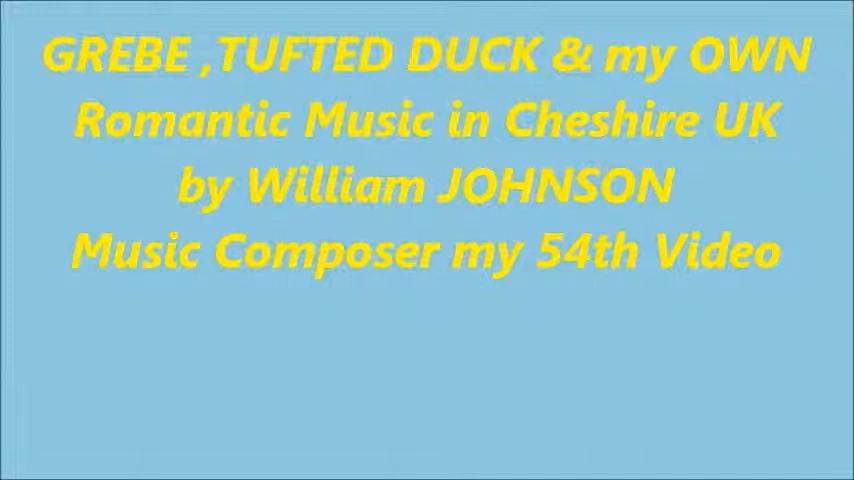 GREBE ,TUFTED DUCK & my OWN
Romantic Music in Cheshire UK
by William JOHNSON
Music Composer my 54th Video